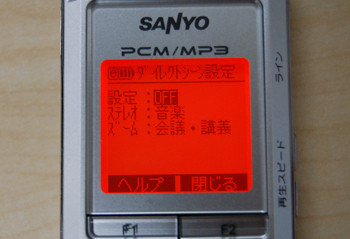 SANYO
PCM/MP3
ダイレクトシーン設定
設定 : OFF
ステレオ : 音楽
ズーム : 会議・講義
ヘルプ 閉じる
F1 F2
ライン
再生スピード